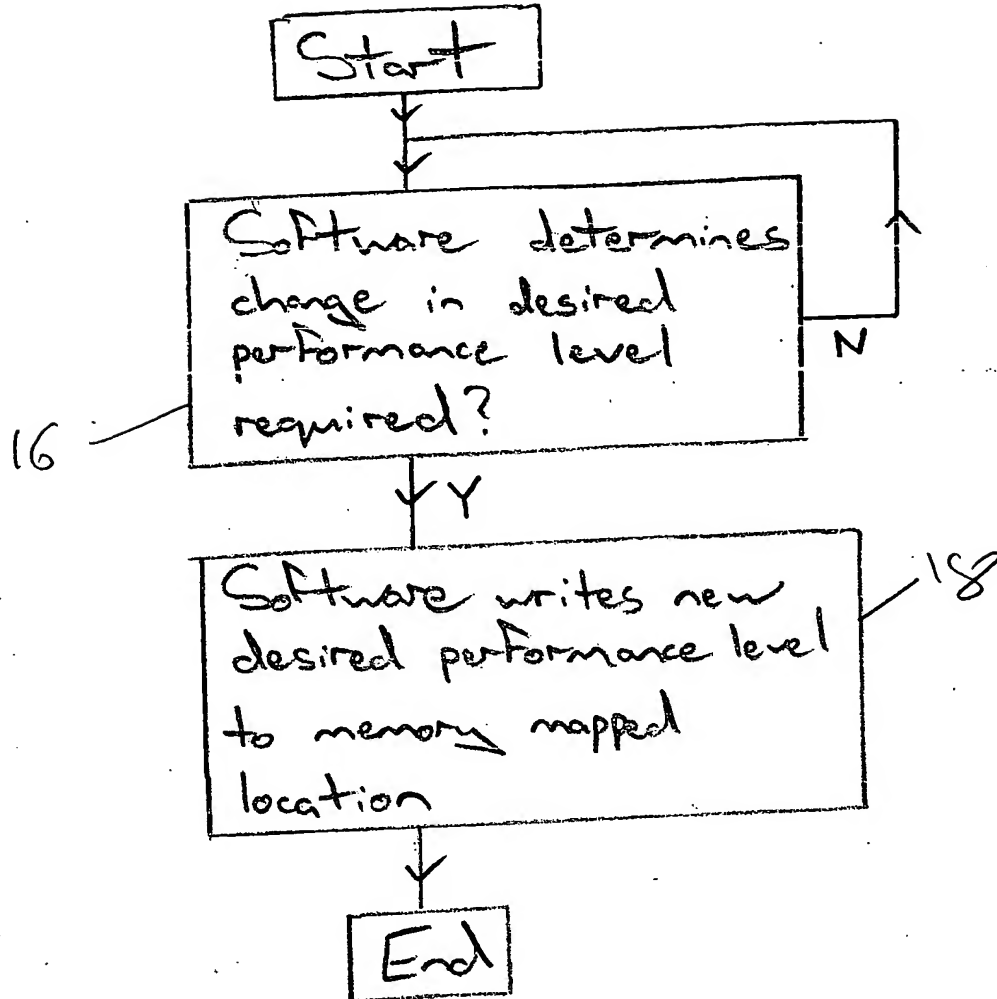 Start
Software determines
change in desired
performance level
required?
N
16
Y
Software writes new
desired performance level
to memory mapped
location
18
End